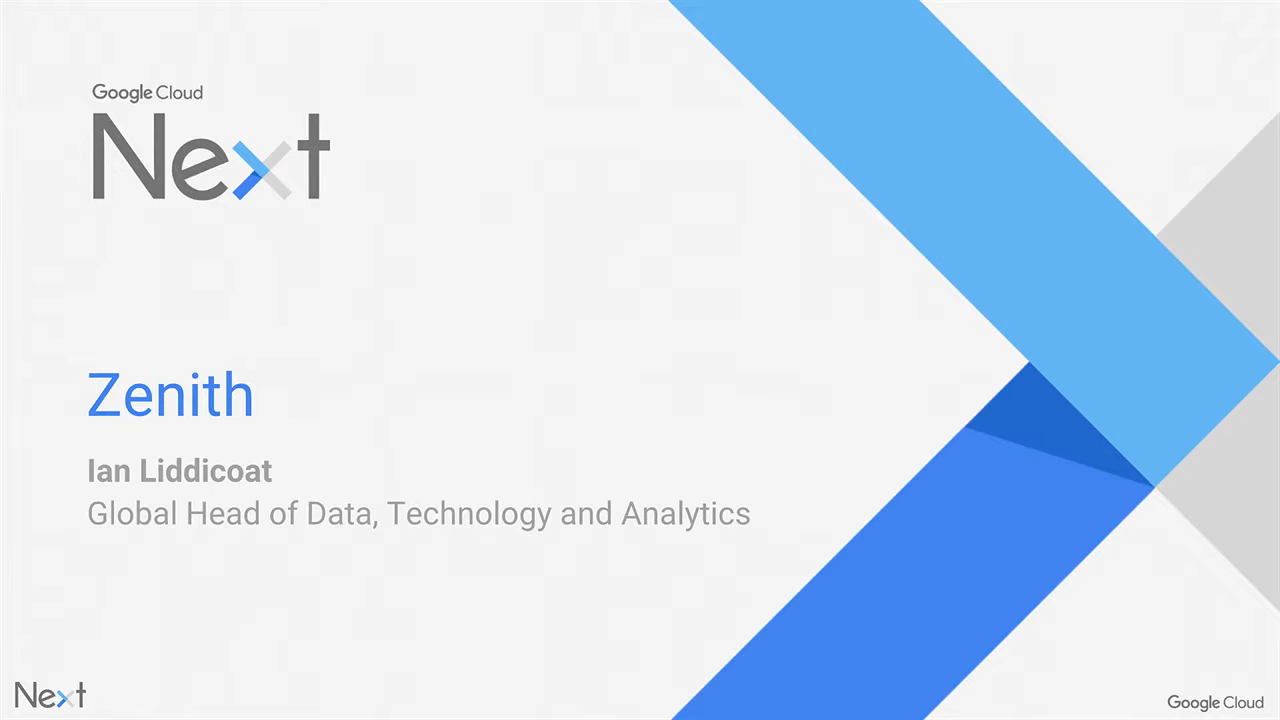 Google Cloud
Next
Zenith
Ian Liddicoat
Global Head of Data, Technology and Analytics
Next
Google Cloud